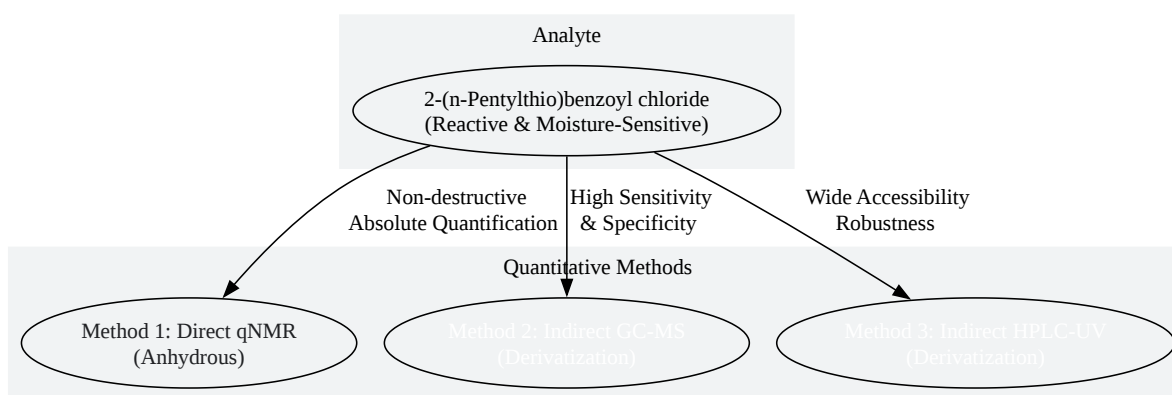 Analyte
2-(n-Pentylthio)benzoyl chloride
(Reactive & Moisture-Sensitive)
Non-destructive
Absolute Quantification
High Sensitivity
& Specificity
Wide Accessibility
Robustness
Quantitative Methods
Method 1: Direct qNMR
(Anhydrous)
Method 2: Indirect GC-MS
(Derivatization)
Method 3: Indirect HPLC-UV
(Derivatization)